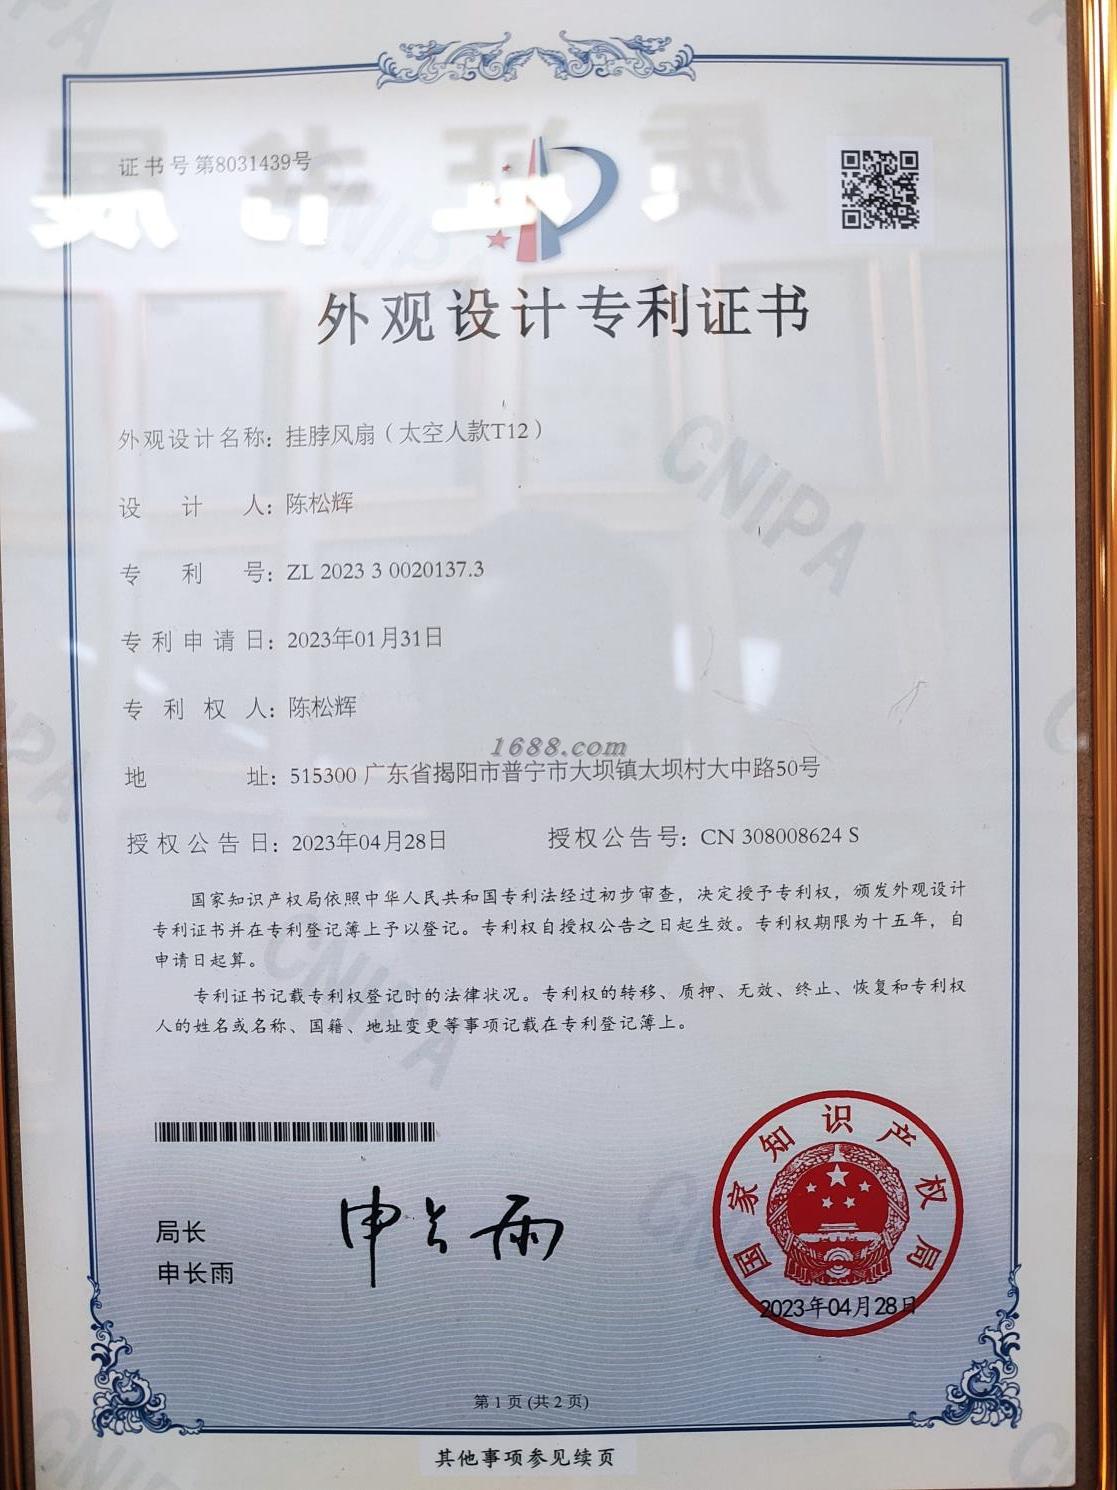 证书号第8031439号
外观设计专利证书
外观设计名称：挂脖风扇（太空人款T12）
设计人：陈松辉
专利号：ZL 2023 3 0020137.3
专利申请日：2023年01月31日
专利权人：陈松辉
1688.com
地址：515300 广东省揭阳市普宁市大坝镇太坝村大中路50号
授权公告日：2023年04月28日 授权公告号：CN 308008624 S
国家知识产权局依照中华人民共和国专利法经过初步审查，决定授予专利权，颁发外观设计
专利证书并在专利登记簿上予以登记。专利权自授权公告之日起生效。专利权期限为十五年，自
申请日起算。
专利证书记载专利权登记时的法律状况。专利权的转移、质押、无效、终止、恢复和专利权
人的姓名或名称、国籍、地址变更等事项记载在专利登记簿上。
局长
申长雨
申长雨
国家知识产权局
2023年04月28日
第 1 页 (共 2 页)
其他事项参见续页
CNIPA
CNIPA